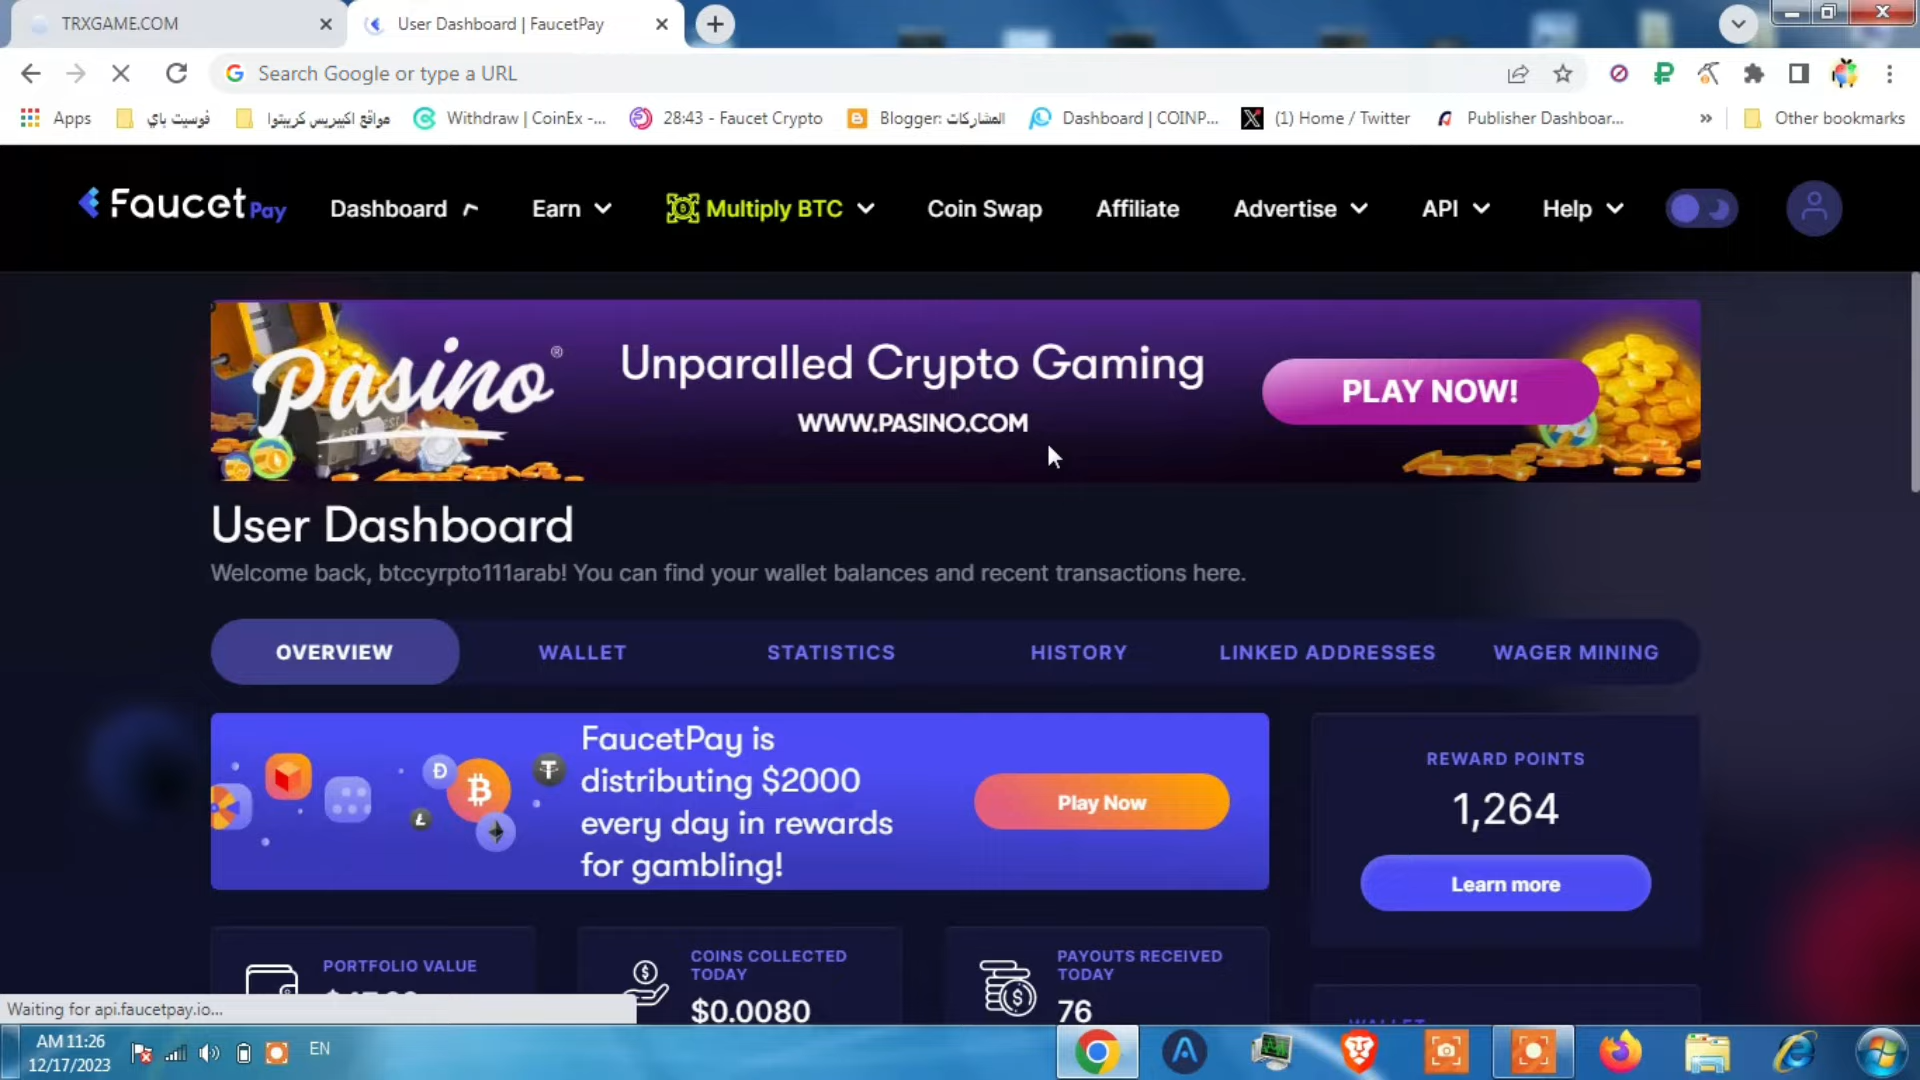 TRXGAME.COM
User Dashboard | FaucetPay
Search Google or type a URL
Apps
فوسيت باي
مواقع اكبيريس كريبتوا
Withdraw | CoinEx -...
28:43 - Faucet Crypto
Blogger: المشاركات
Dashboard | COINP...
(1) Home / Twitter
Publisher Dashboar...
»
Other bookmarks
FaucetPay
Dashboard
Earn
Multiply BTC
Coin Swap
Affiliate
Advertise
API
Help
Pasino®
Unparalled Crypto Gaming
WWW.PASINO.COM
PLAY NOW!
User Dashboard
Welcome back, btccyrpto111arab! You can find your wallet balances and recent transactions here.
OVERVIEW
WALLET
STATISTICS
HISTORY
LINKED ADDRESSES
WAGER MINING
FaucetPay is
distributing $2000
every day in rewards
for gambling!
Play Now
REWARD POINTS
1,264
Learn more
PORTFOLIO VALUE
COINS COLLECTED
TODAY
$0.0080
PAYOUTS RECEIVED
TODAY
76
Waiting for api.faucetpay.io...
AM 11:26
12/17/2023
EN